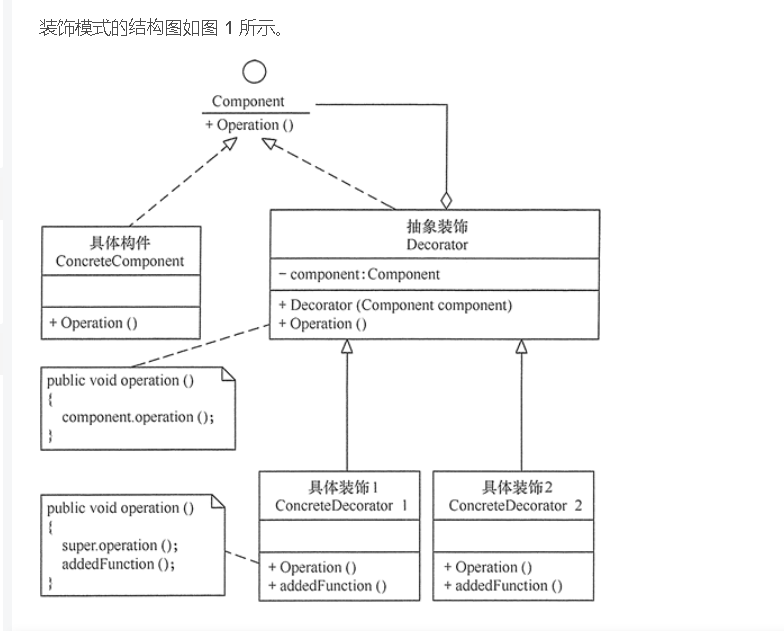 装饰模式的结构图如图 1 所示。
Component
+ Operation ()
具体构件
ConcreteComponent
+ Operation ()
抽象装饰
Decorator
- component:Component
+ Decorator (Component component)
+ Operation ()
public void operation ()
{
component.operation ();
}
public void operation ()
{
super.operation ();
addedFunction ();
}
具体装饰1
ConcreteDecorator 1
+ Operation ()
+ addedFunction ()
具体装饰2
ConcreteDecorator 2
+ Operation ()
+ addedFunction ()